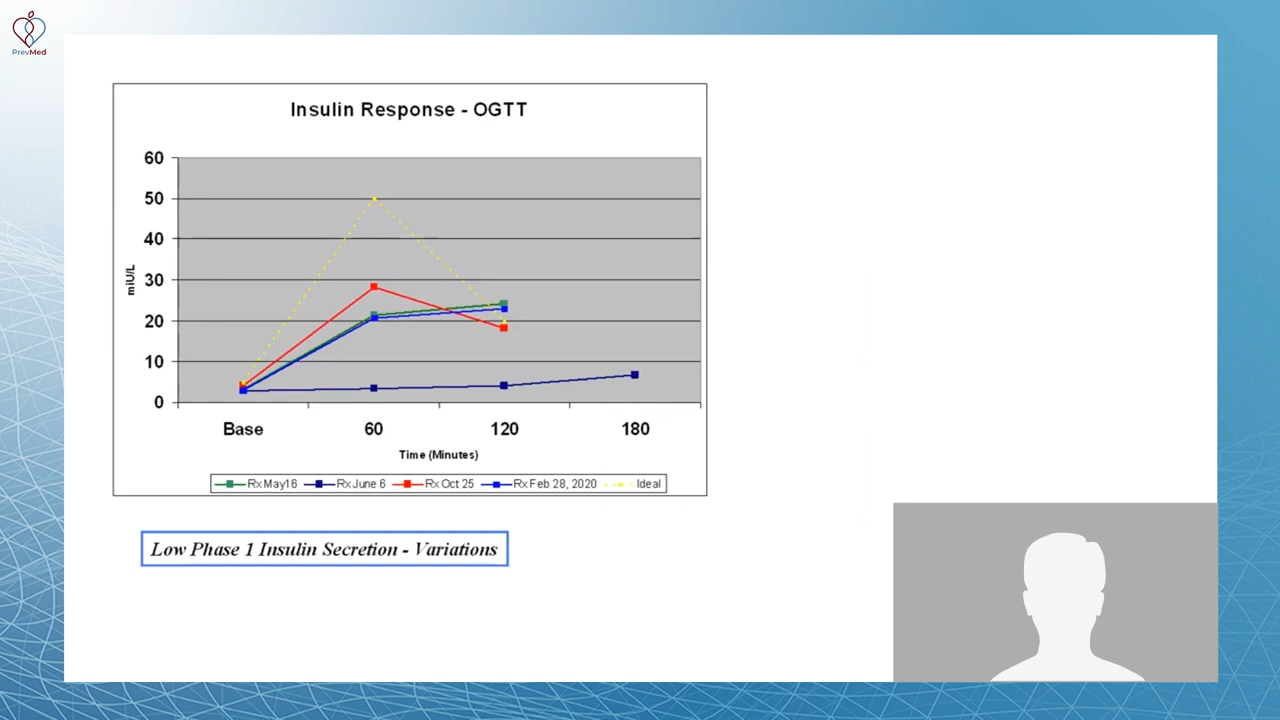 PrevMed
Insulin Response - OGTT
60
50
40
30
20
10
0
miU/L
Base 60 120 180
Time (Minutes)
Rx May16 Rx June 6 Rx Oct 25 Rx Feb 28, 2020 Ideal
Low Phase 1 Insulin Secretion - Variations